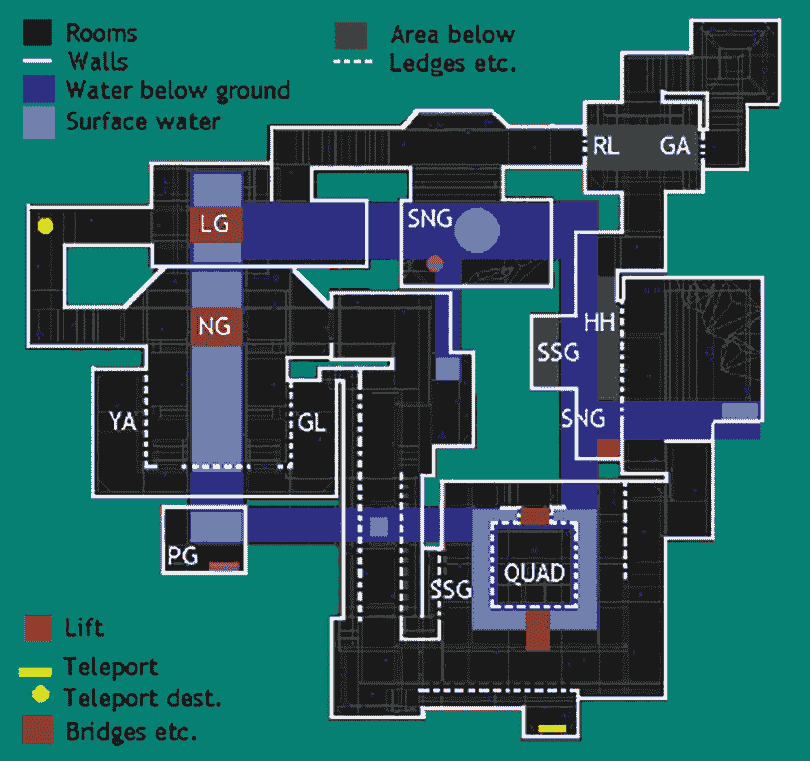 Rooms
Walls
Water below ground
Surface water
Area below
Ledges etc.
RL GA
LG
SNG
NG
HH
SSG
YA
GL
SNG
PG
SSG
QUAD
Lift
Teleport
Teleport dest.
Bridges etc.